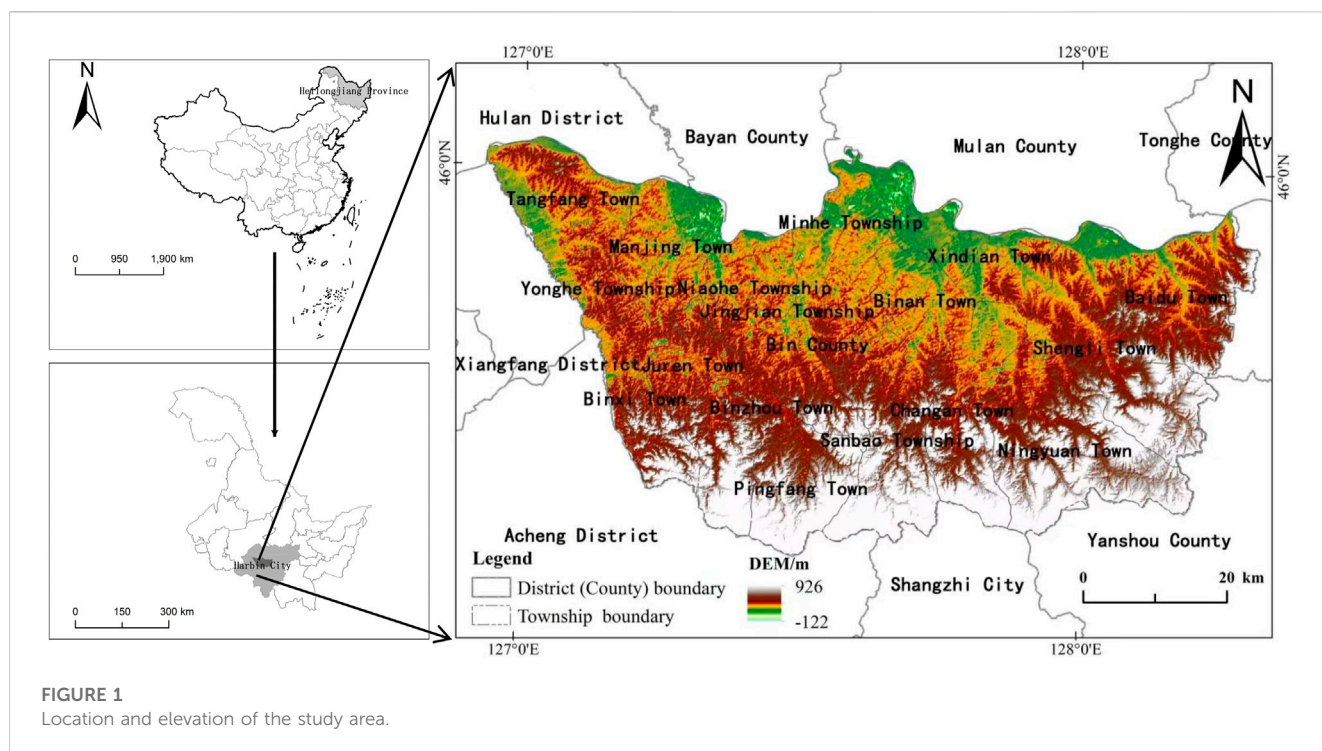 N
Heilongjiang Province
0 950 1,900 km
Harbin City
0 150 300 km
127°0'E 128°0'E
46°0'N
46°0'N
N
Hulan District
Bayan County
Mulan County
Tonghe County
Tangfang Town
Minhe Township
Manjing Town
Xindian Town
Yonghe Township
Niaohe Township
Binan Town
Baidu Town
Jingjian Township
Bin County
Shengli Town
Xiangfang District
Juren Town
Binxi Town
Binzhou Town
Changan Town
Sanbao Township
Ningyuan Town
Pingfang Town
Acheng District
Yanshou County
Shangzhi City
Legend
District (County) boundary
Township boundary
DEM/m
926
-122
0 20 km
127°0'E 128°0'E
FIGURE 1
Location and elevation of the study area.